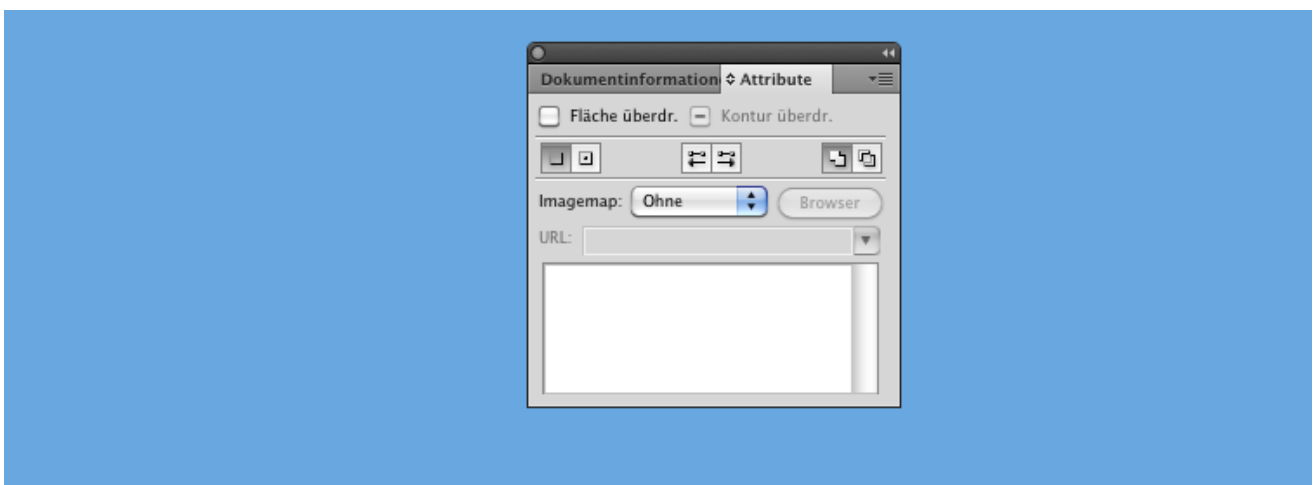 Dokumentinformation Attribute
Fläche überdr. Kontur überdr.
Imagemap: Ohne Browser
URL: